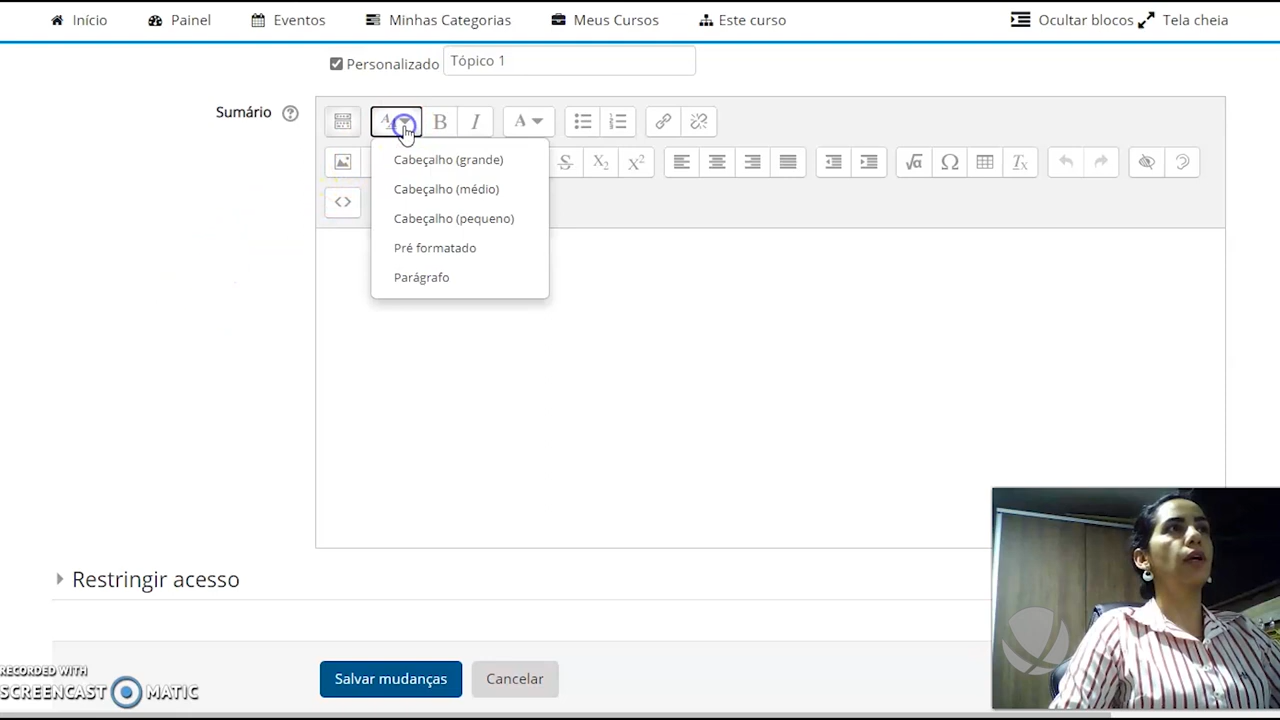 Início Painel Eventos Minhas Categorias Meus Cursos Este curso Ocultar blocos Tela cheia
Personalizado Tópico 1
Sumário
B I A
Cabeçalho (grande)
Cabeçalho (médio)
Cabeçalho (pequeno)
Pré formatado
Parágrafo
Restringir acesso
Salvar mudanças Cancelar
RECORDED WITH
SCREENCAST MATIC